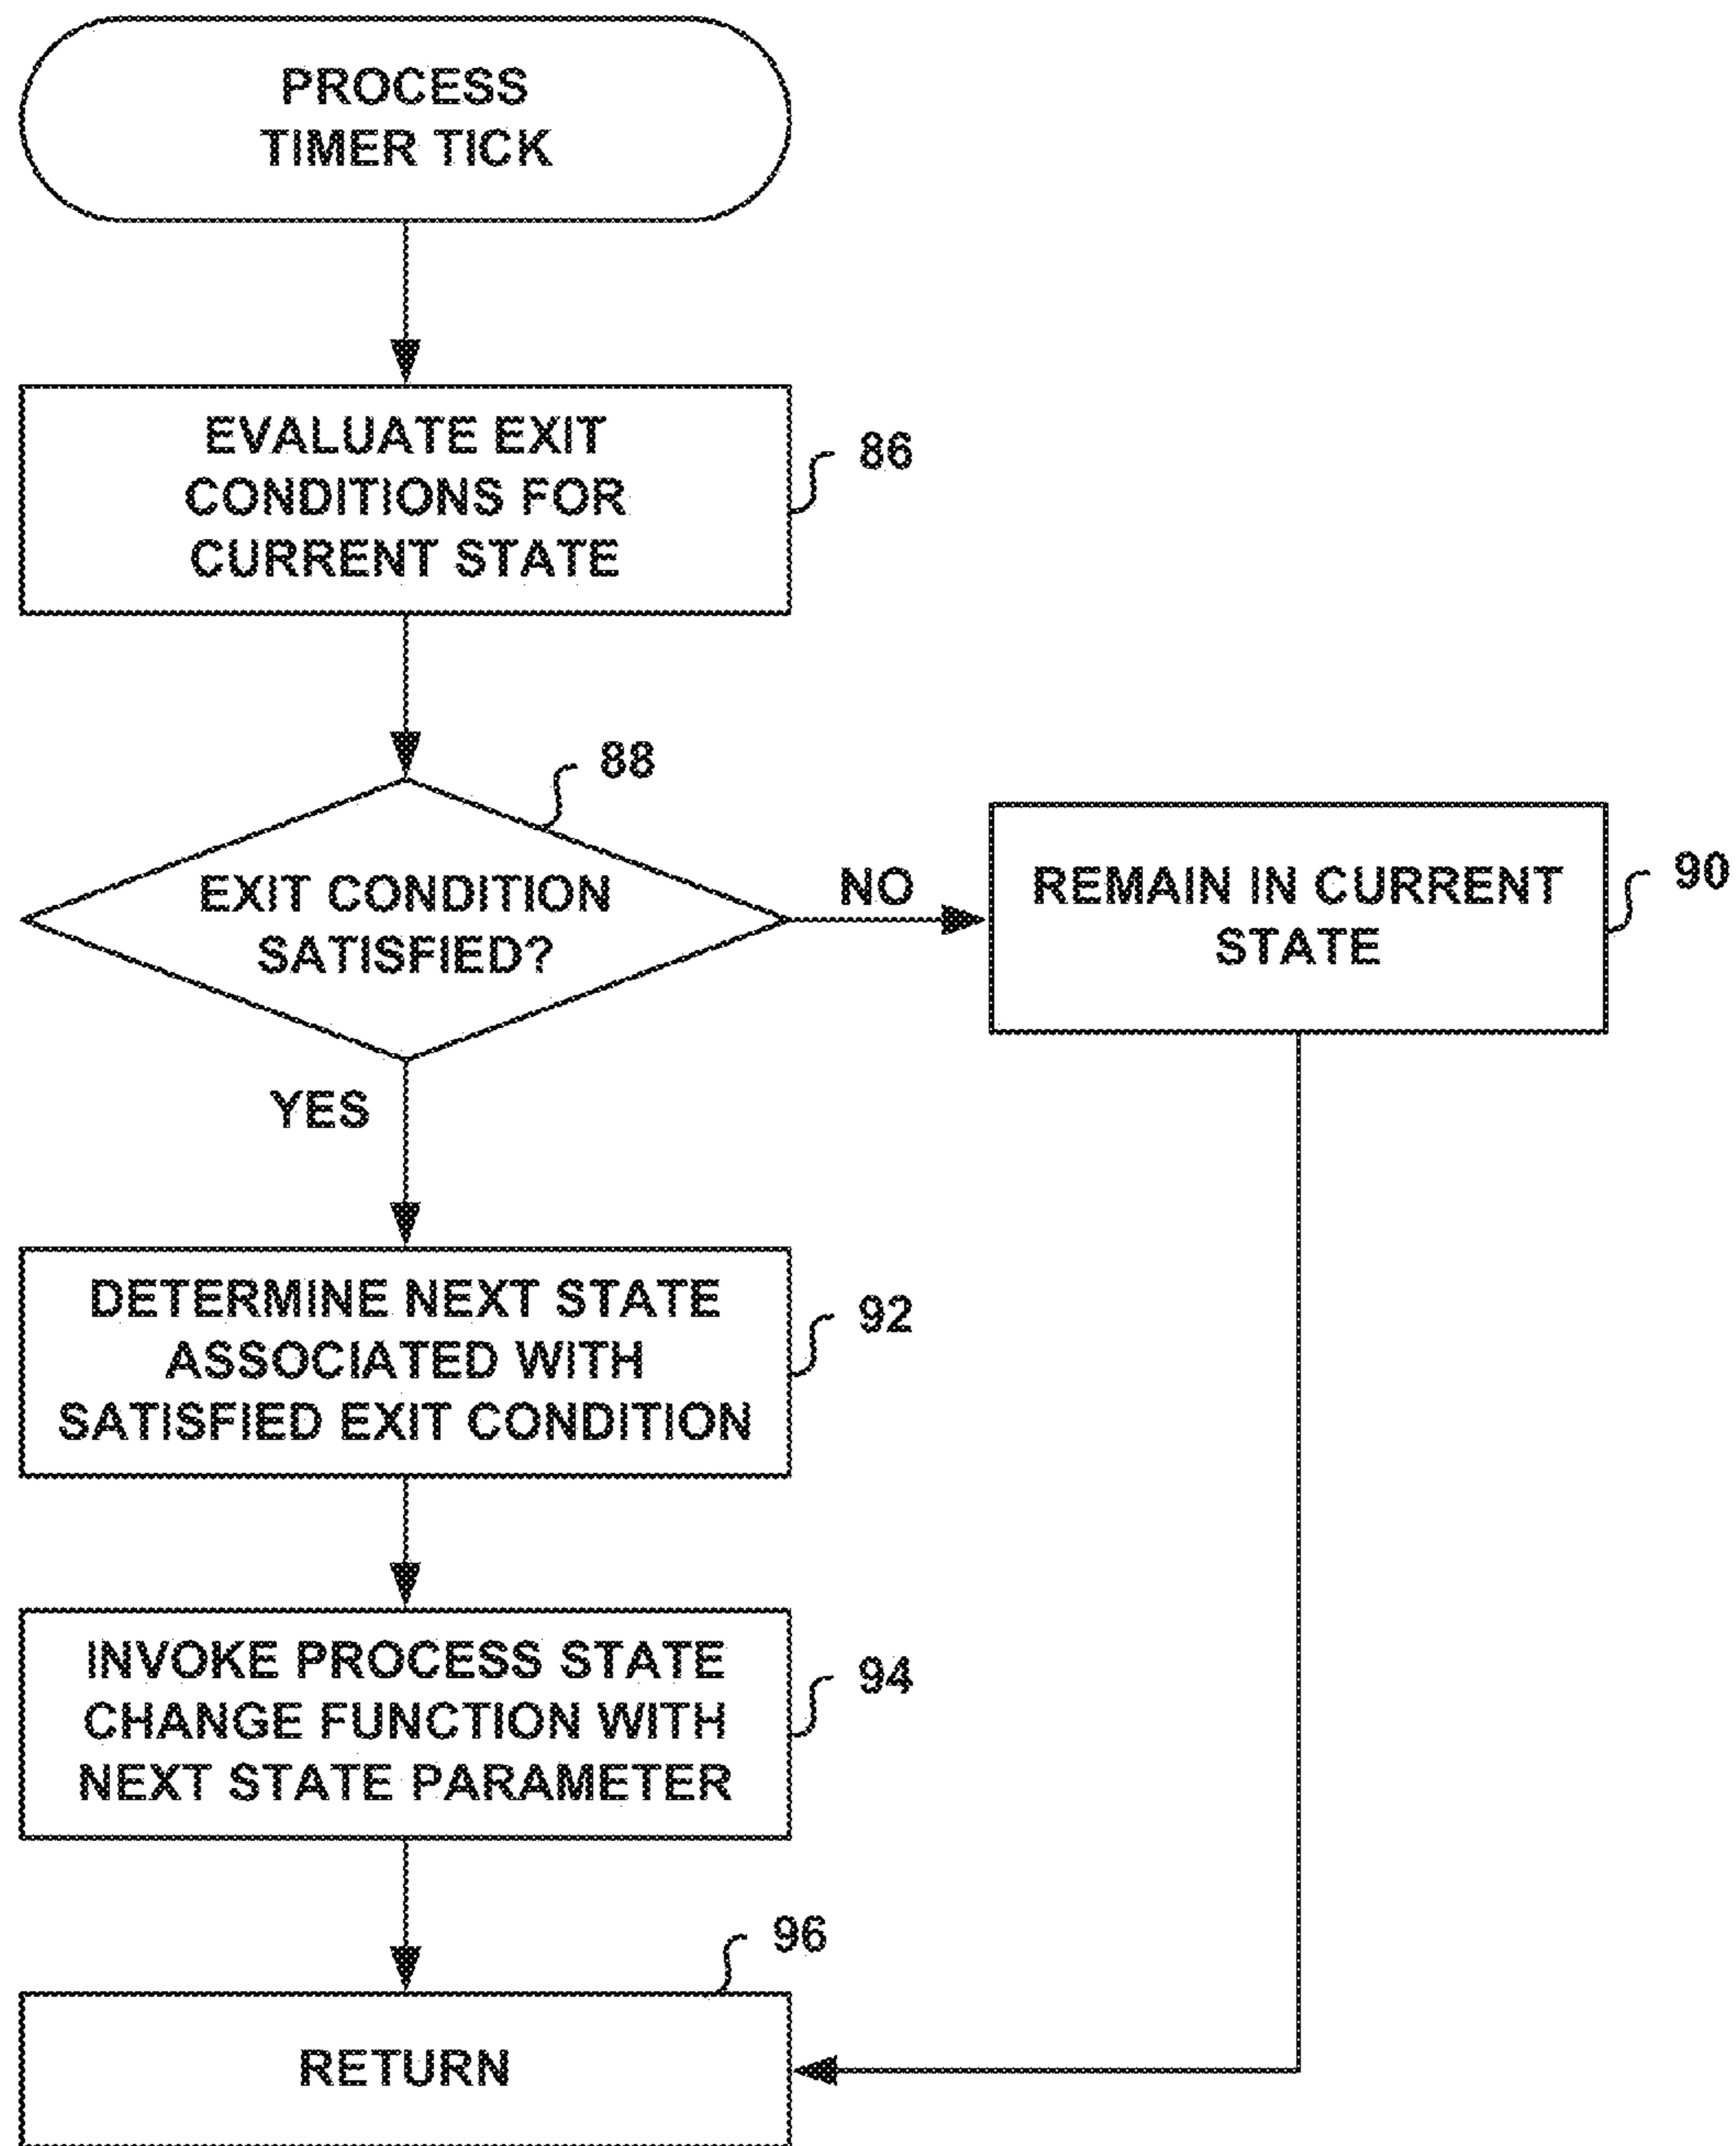 PROCESS
TIMER TICK
EVALUATE EXIT
CONDITIONS FOR
CURRENT STATE
86
88
EXIT CONDITION
SATISFIED?
NO
REMAIN IN CURRENT
STATE
90
YES
DETERMINE NEXT STATE
ASSOCIATED WITH
SATISFIED EXIT CONDITION
92
INVOKE PROCESS STATE
CHANGE FUNCTION WITH
NEXT STATE PARAMETER
94
96
RETURN